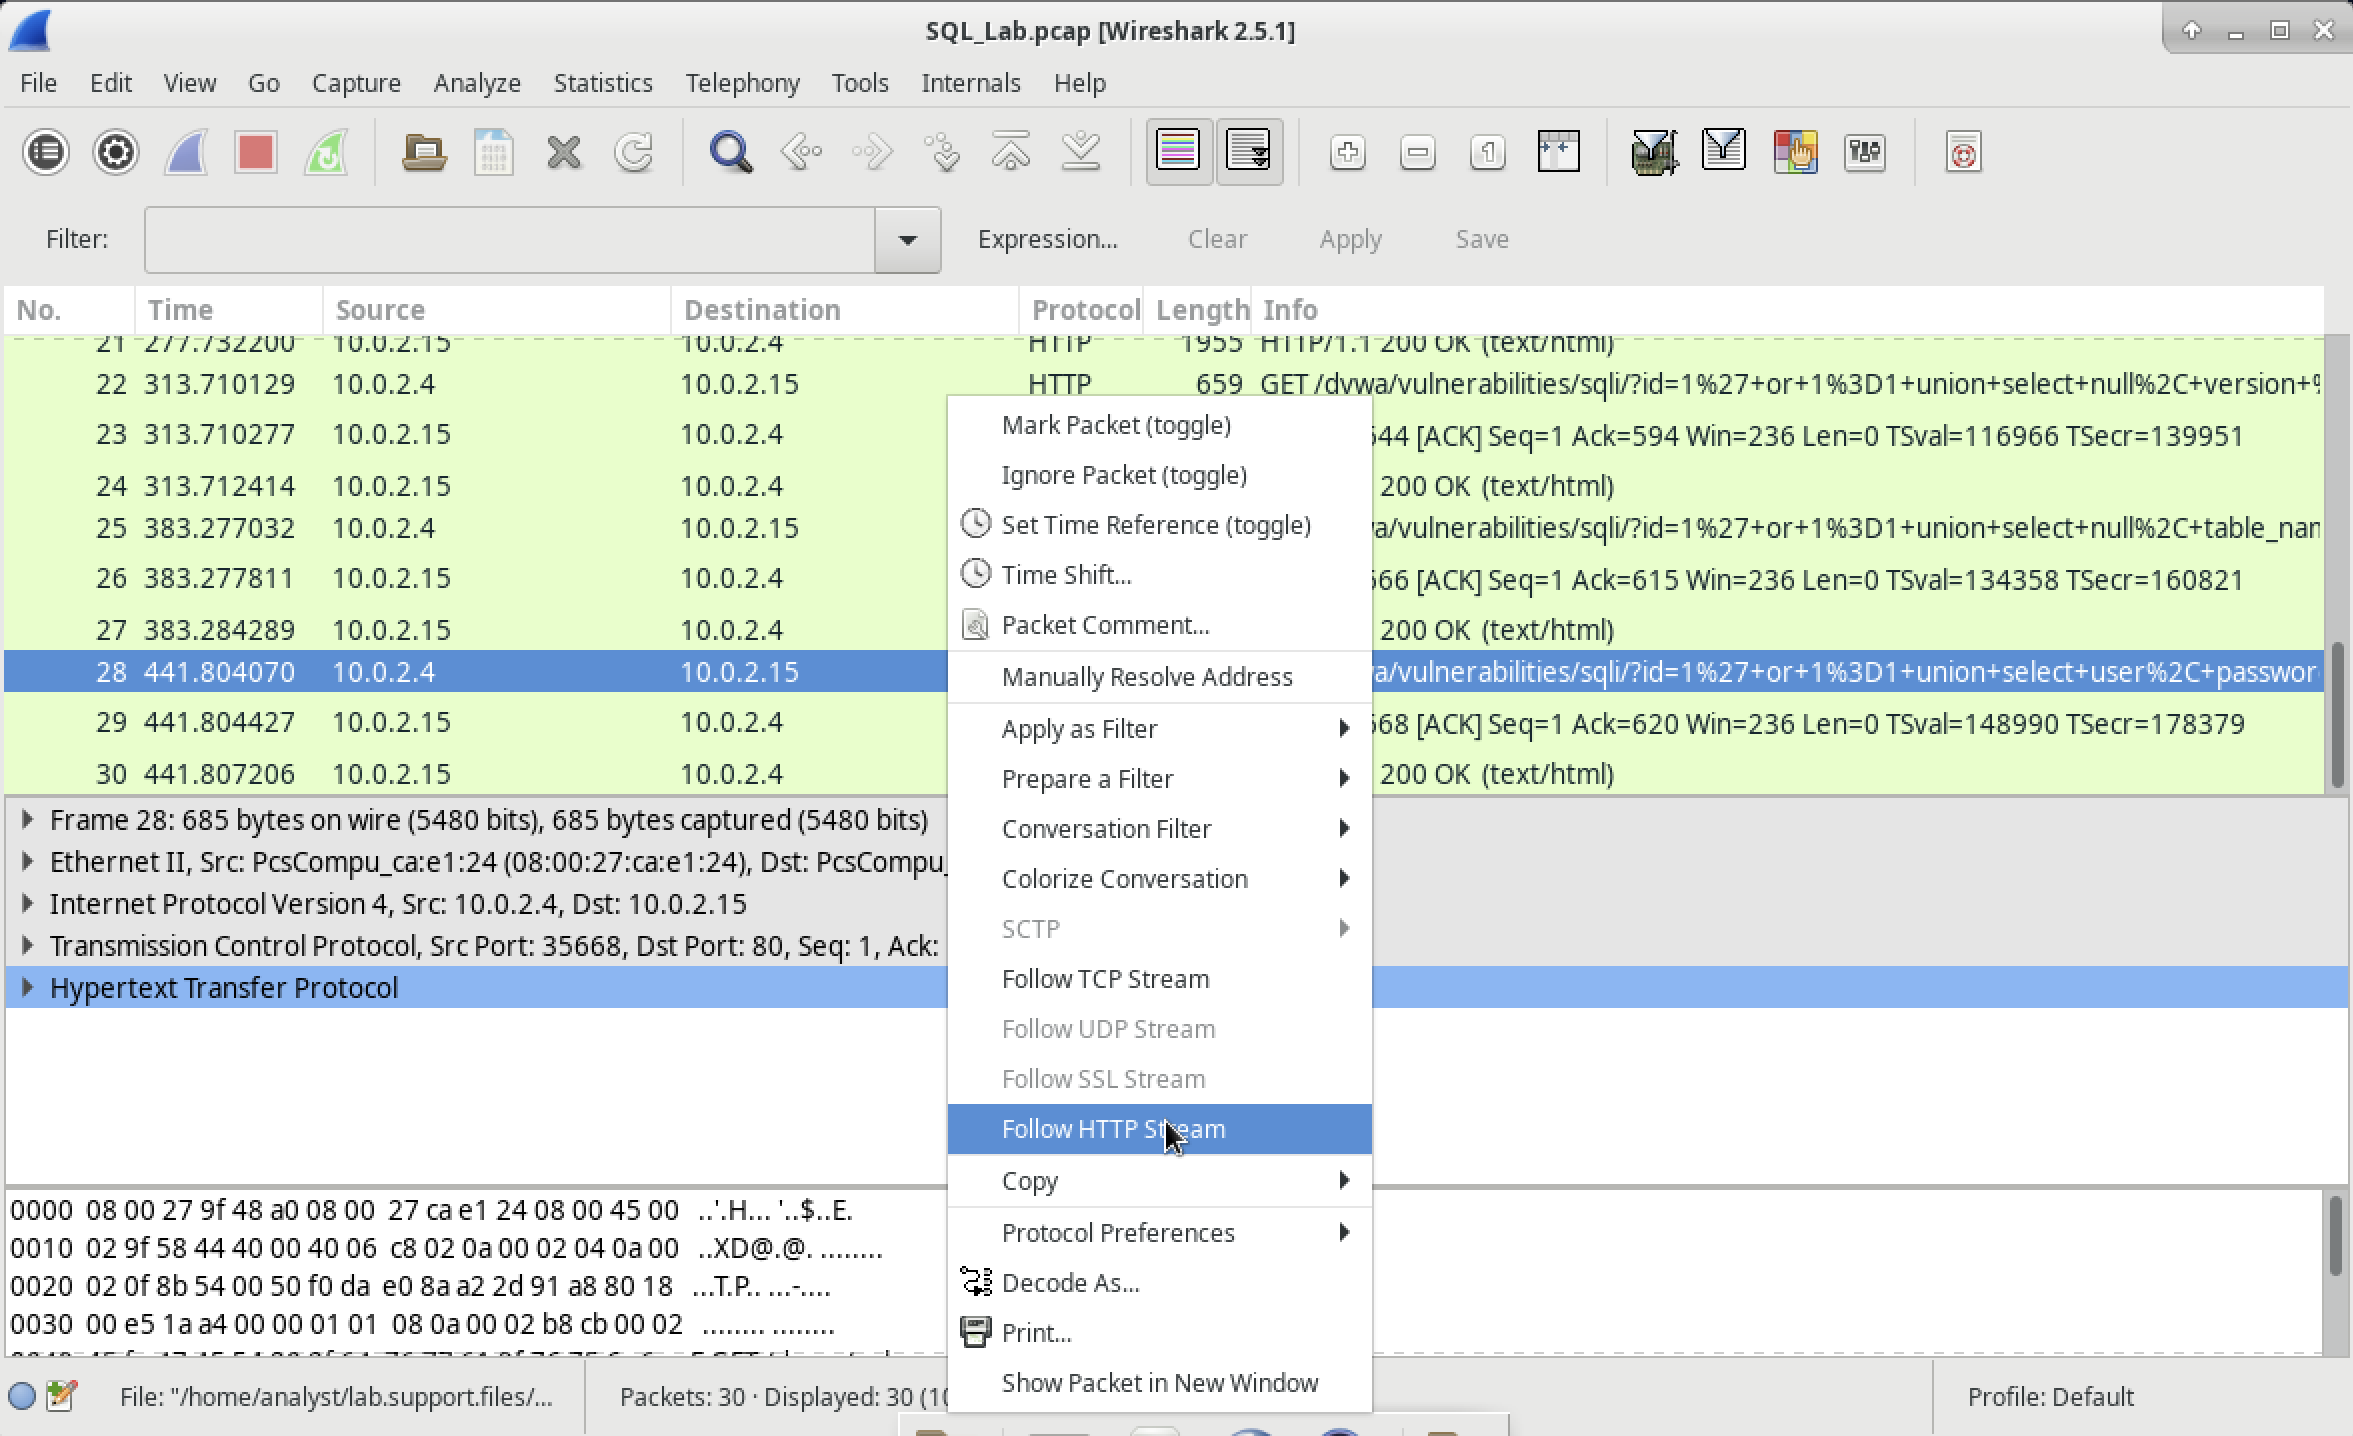 SQL_Lab.pcap [Wireshark 2.5.1]
File Edit View Go Capture Analyze Statistics Telephony Tools Internals Help
Filter: Expression... Clear Apply Save
No. Time Source Destination Protocol Length Info
21 277.732200 10.0.2.15 10.0.2.4 HTTP 1955 HTTP/1.1 200 OK (text/html)
22 313.710129 10.0.2.4 10.0.2.15 HTTP 659 GET /dvwa/vulnerabilities/sqli/?id=1%27+or+1%3D1+union+select+null%2C+version+%
23 313.710277 10.0.2.15 10.0.2.4 644 [ACK] Seq=1 Ack=594 Win=236 Len=0 TSval=116966 TSecr=139951
24 313.712414 10.0.2.15 10.0.2.4 200 OK (text/html)
25 383.277032 10.0.2.4 10.0.2.15 a/vulnerabilities/sqli/?id=1%27+or+1%3D1+union+select+null%2C+table_nam
26 383.277811 10.0.2.15 10.0.2.4 666 [ACK] Seq=1 Ack=615 Win=236 Len=0 TSval=134358 TSecr=160821
27 383.284289 10.0.2.15 10.0.2.4 200 OK (text/html)
28 441.804070 10.0.2.4 10.0.2.15 a/vulnerabilities/sqli/?id=1%27+or+1%3D1+union+select+user%2C+passwor
29 441.804427 10.0.2.15 10.0.2.4 668 [ACK] Seq=1 Ack=620 Win=236 Len=0 TSval=148990 TSecr=178379
30 441.807206 10.0.2.15 10.0.2.4 200 OK (text/html)
Mark Packet (toggle)
Ignore Packet (toggle)
Set Time Reference (toggle)
Time Shift...
Packet Comment...
Manually Resolve Address
Apply as Filter
Prepare a Filter
Conversation Filter
Colorize Conversation
SCTP
Follow TCP Stream
Follow UDP Stream
Follow SSL Stream
Follow HTTP Stream
Copy
Protocol Preferences
Decode As...
Print...
Show Packet in New Window
Frame 28: 685 bytes on wire (5480 bits), 685 bytes captured (5480 bits)
Ethernet II, Src: PcsCompu_ca:e1:24 (08:00:27:ca:e1:24), Dst: PcsCompu_
Internet Protocol Version 4, Src: 10.0.2.4, Dst: 10.0.2.15
Transmission Control Protocol, Src Port: 35668, Dst Port: 80, Seq: 1, Ack:
Hypertext Transfer Protocol
0000 08 00 27 9f 48 a0 08 00 27 ca e1 24 08 00 45 00 ..'.H... '..$..E.
0010 02 9f 58 44 40 00 40 06 c8 02 0a 00 02 04 0a 00 ..XD@.@. ........
0020 02 0f 8b 54 00 50 f0 da e0 8a a2 2d 91 a8 80 18 ...T.P.. ...-....
0030 00 e5 1a a4 00 00 01 01 08 0a 00 02 b8 cb 00 02 ........ ........
File: "/home/analyst/lab.support.files/... Packets: 30 · Displayed: 30 (10 Profile: Default